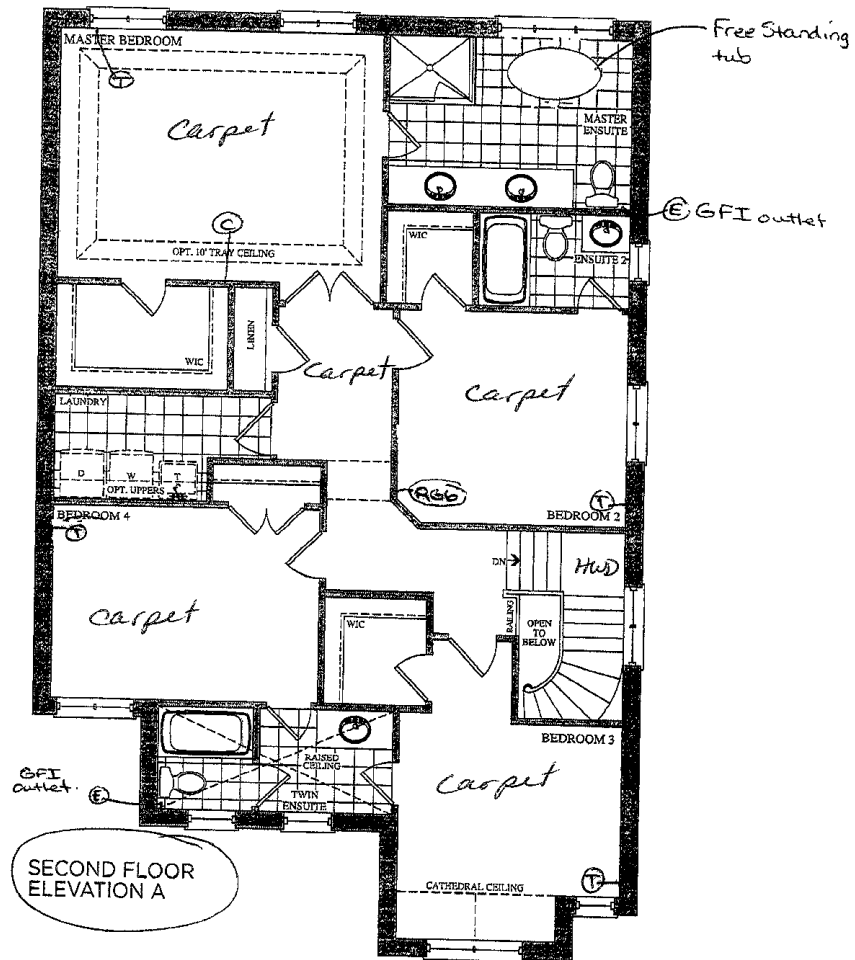 Free Standing
tub
MASTER BEDROOM
T
Carpet
MASTER
ENSUITE
C
E GFI outlet
OPT. 10' TRAY CEILING
WIC
ENSUITE 2
LINEN
WIC
Carpet
Carpet
LAUNDRY
D
W
T
OPT. UPPERS
RG6
T
BEDROOM 2
BEDROOM 4
T
DN
HWD
Carpet
WIC
RAILING
OPEN
TO
BELOW
BEDROOM 3
RAISED
CEILING
Carpet
GFI
outlet.
E
TWIN
ENSUITE
SECOND FLOOR
ELEVATION A
T
CATHEDRAL CEILING